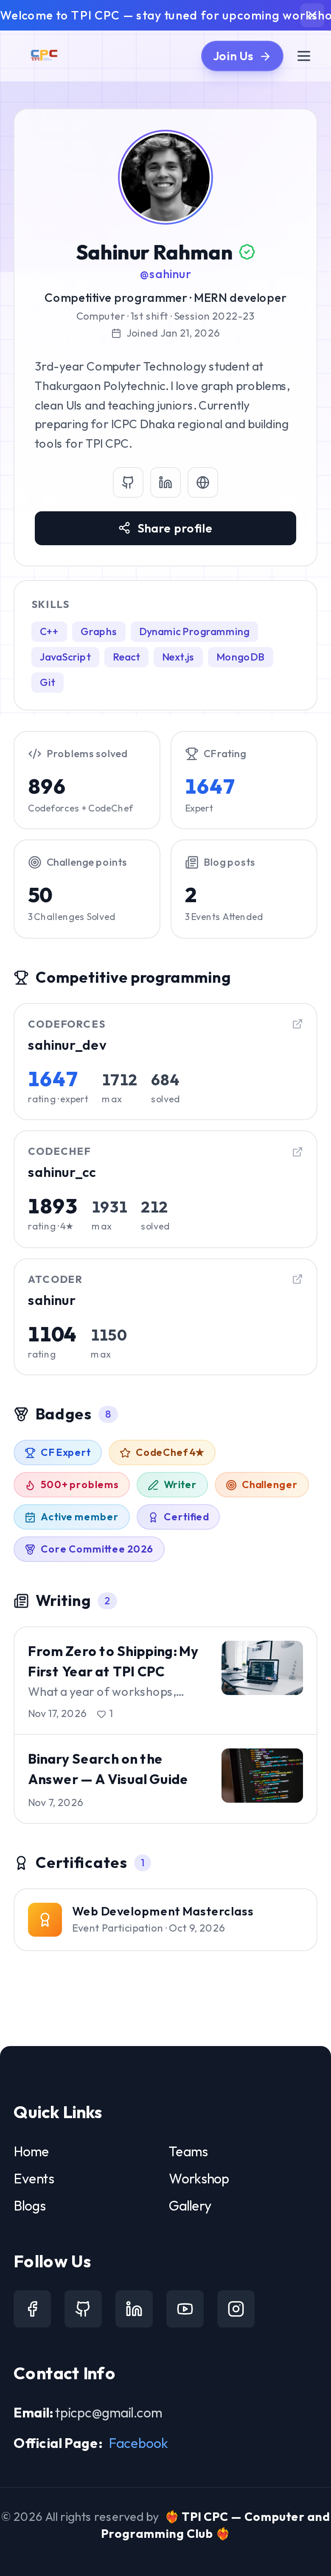 Welcome to TPI CPC — stay tuned for upcoming worksho
CPC
Join Us
Sahinur Rahman
@sahinur
Competitive programmer · MERN developer
Computer · 1st shift · Session 2022-23
Joined Jan 21, 2026
3rd-year Computer Technology student at
Thakurgaon Polytechnic. I love graph problems,
clean UIs and teaching juniors. Currently
preparing for ICPC Dhaka regional and building
tools for TPI CPC.
Share profile
SKILLS
C++ Graphs Dynamic Programming
JavaScript React Next.js MongoDB
Git
Problems solved
896
Codeforces + CodeChef
CF rating
1647
Expert
Challenge points
50
3 Challenges Solved
Blog posts
2
3 Events Attended
Competitive programming
CODEFORCES
sahinur_dev
1647 1712 684
rating · expert max solved
CODECHEF
sahinur_cc
1893 1931 212
rating · 4★ max solved
ATCODER
sahinur
1104 1150
rating max
Badges 8
CF Expert CodeChef 4★
500+ problems Writer Challenger
Active member Certified
Core Committee 2026
Writing 2
From Zero to Shipping: My
First Year at TPI CPC
What a year of workshops,...
Nov 17, 2026 1
Binary Search on the
Answer — A Visual Guide
Nov 7, 2026
Certificates 1
Web Development Masterclass
Event Participation · Oct 9, 2026
Quick Links
Home Teams
Events Workshop
Blogs Gallery
Follow Us
Contact Info
Email: tpicpc@gmail.com
Official Page: Facebook
© 2026 All rights reserved by ❤️‍🔥 TPI CPC — Computer and
Programming Club ❤️‍🔥